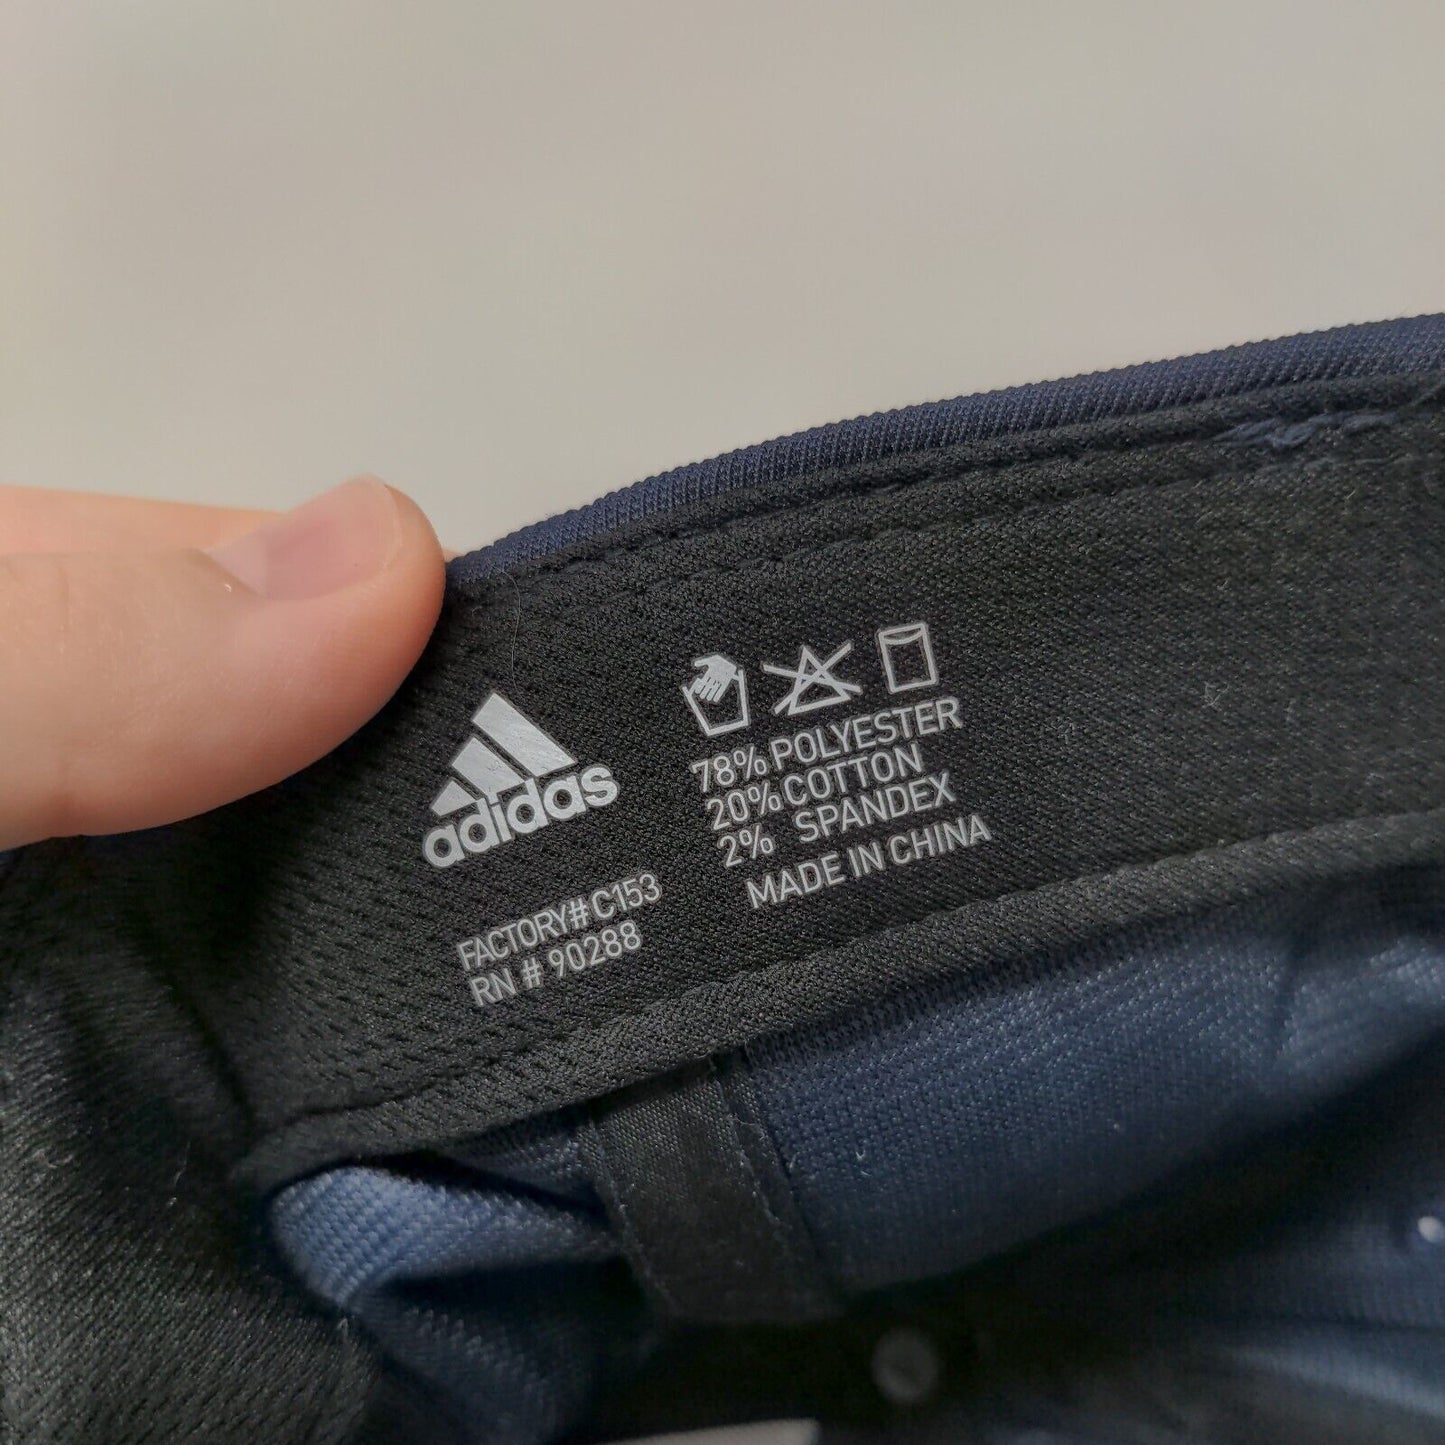 adidas
FACTORY# C153
RN # 90288
78% POLYESTER
20% COTTON
2% SPANDEX
MADE IN CHINA